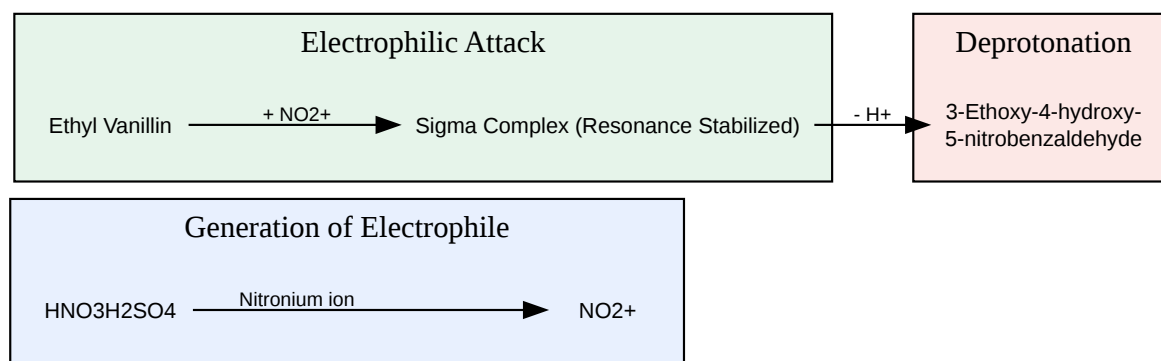 Electrophilic Attack
Deprotonation
Ethyl Vanillin
+ NO2+
Sigma Complex (Resonance Stabilized)
- H+
3-Ethoxy-4-hydroxy-
5-nitrobenzaldehyde
Generation of Electrophile
HNO3H2SO4
Nitronium ion
NO2+